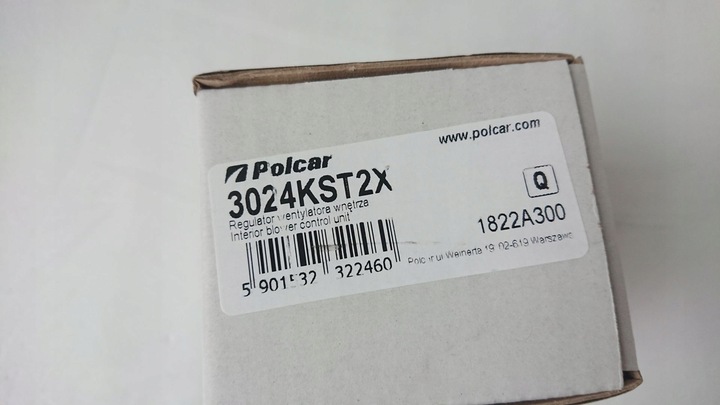 Polcar
www.polcar.com
3024KST2X
Q
Regulator wentylatora wnętrza
Interior blower control unit
1822A300
5 901532 322460
Polcar ul Weinerta 19, 02-619 Warszawa